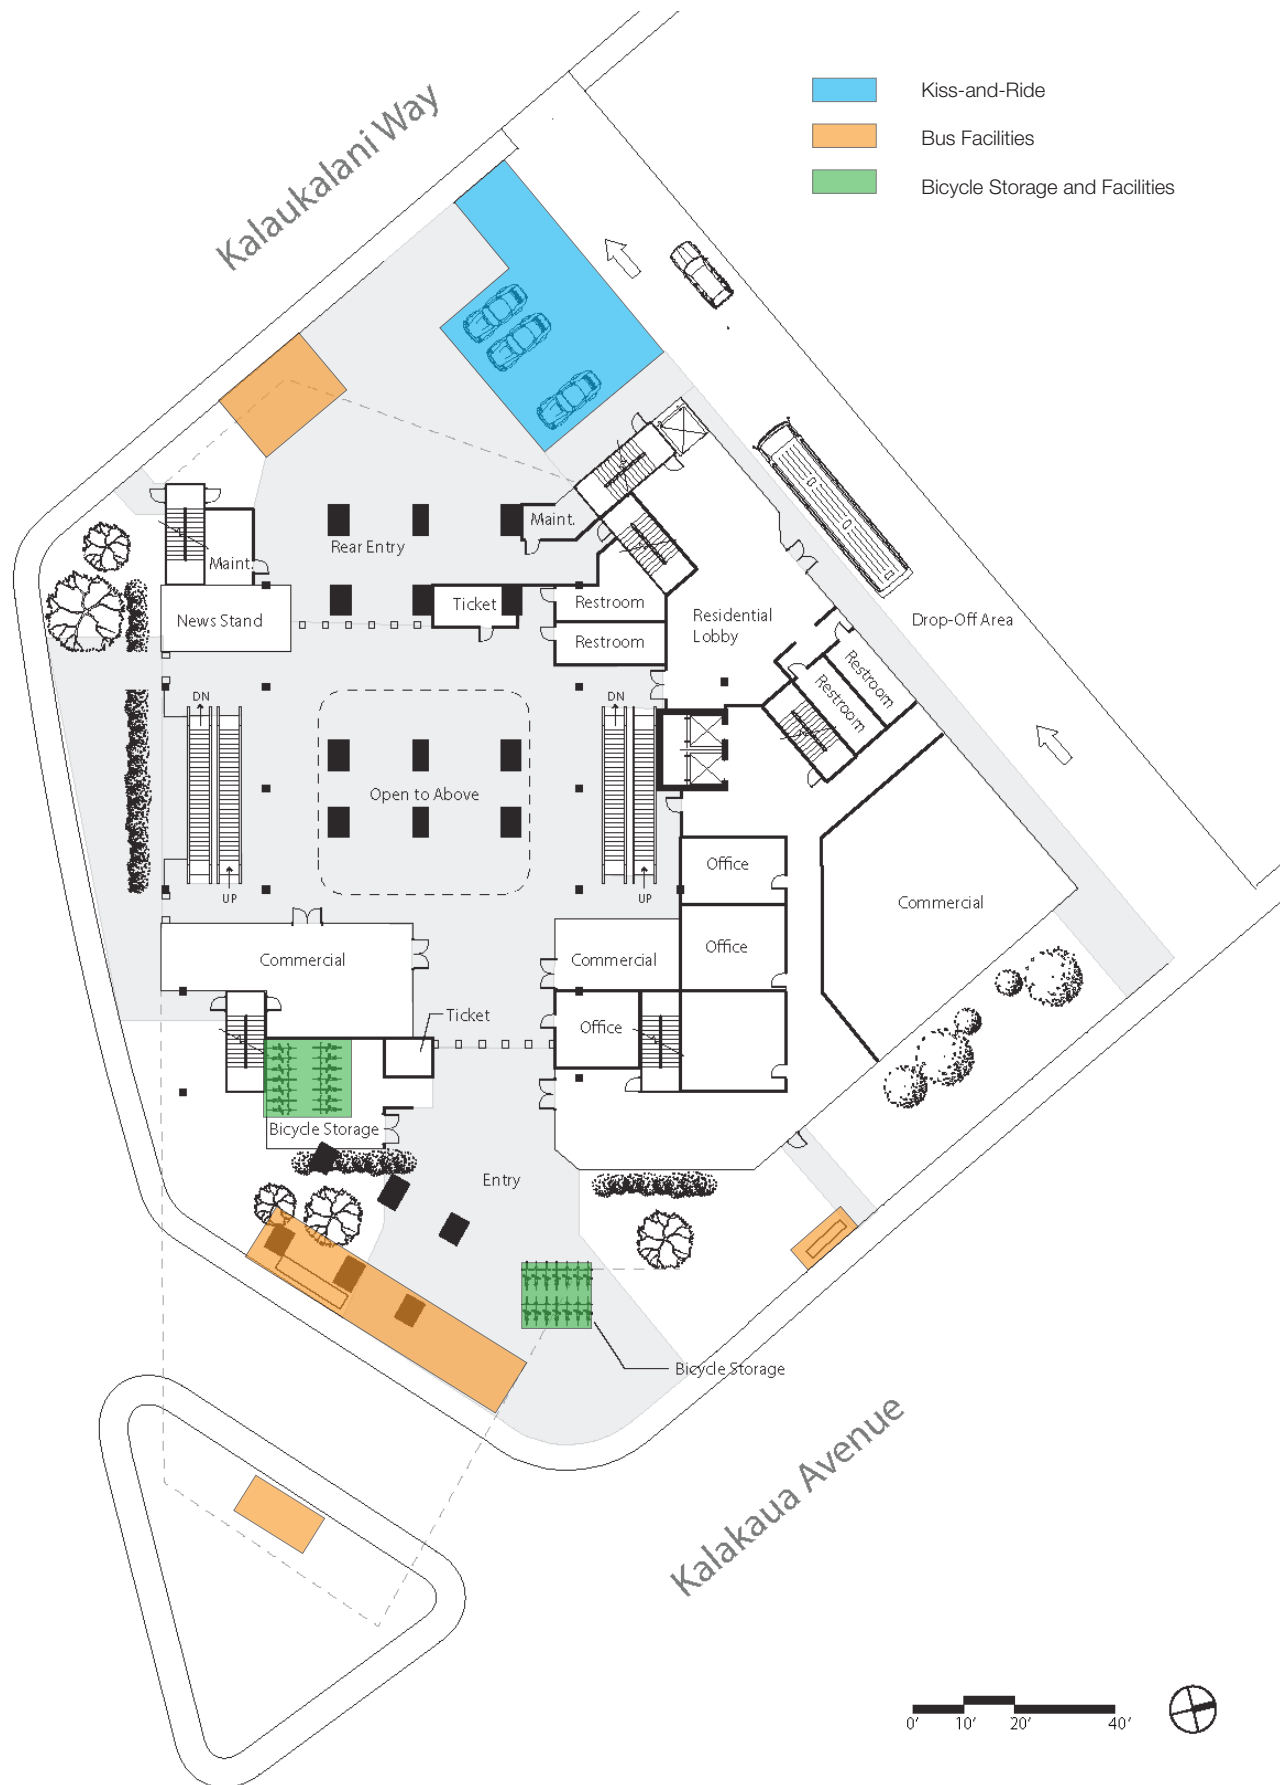 Kalaukalani Way
Kiss-and-Ride
Bus Facilities
Bicycle Storage and Facilities
Maint.
Rear Entry
Maint.
Ticket
Restroom
News Stand
Residential
Lobby
Drop-Off Area
Restroom
Restroom
Restroom
DN
DN
Open to Above
Office
UP
UP
Commercial
Office
Commercial
Commercial
Ticket
Office
Bicycle Storage
Entry
Bicycle Storage
Kalakaua Avenue
0'
10'
20'
40'